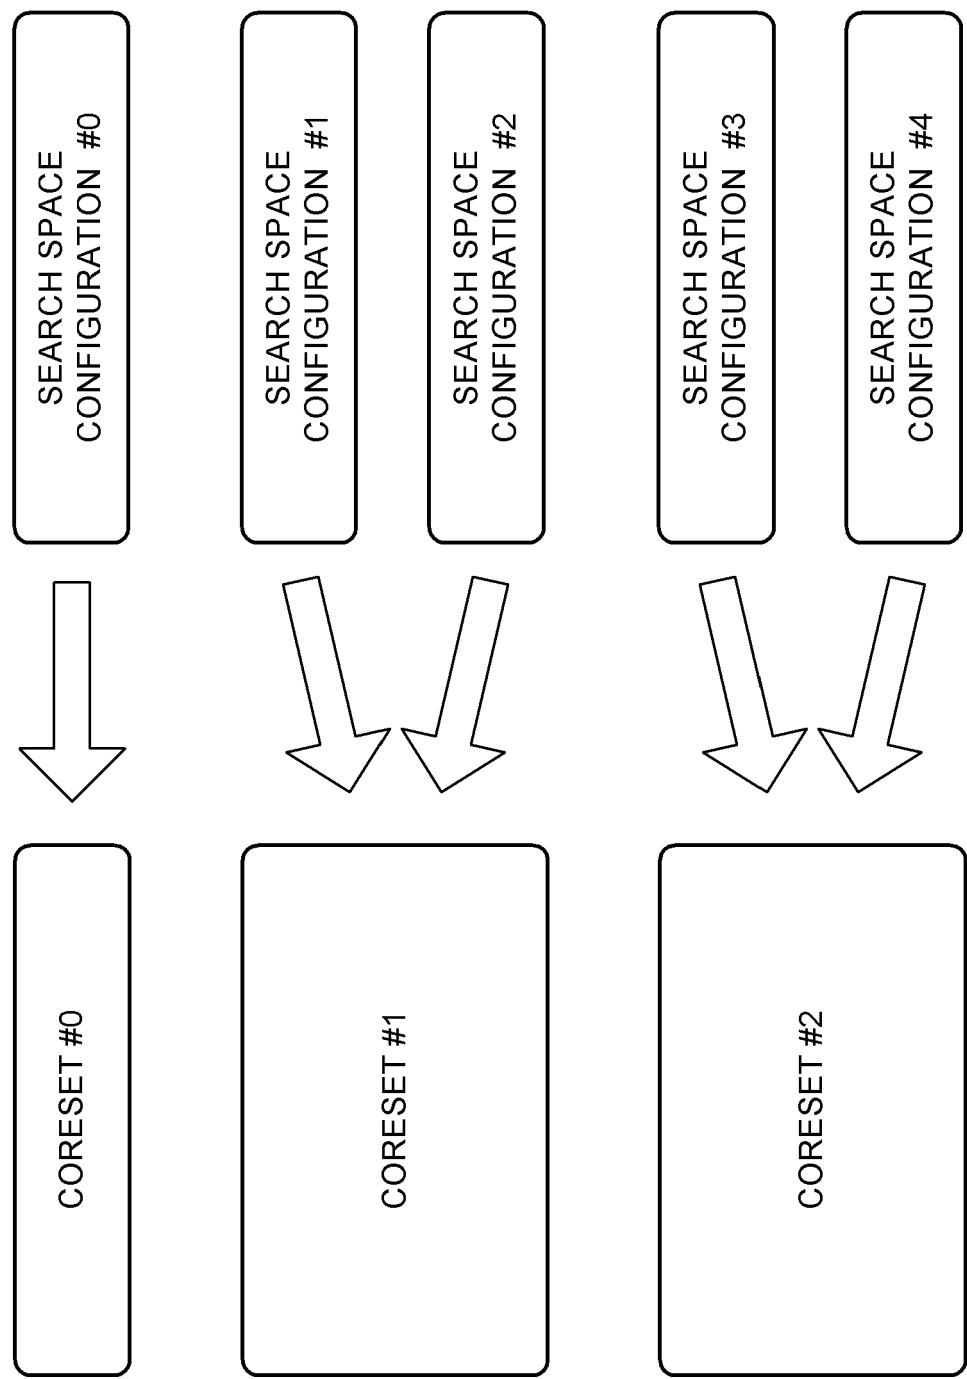 SEARCH SPACE
CONFIGURATION #0
SEARCH SPACE
CONFIGURATION #1
SEARCH SPACE
CONFIGURATION #2
SEARCH SPACE
CONFIGURATION #3
SEARCH SPACE
CONFIGURATION #4
CORESET #0
CORESET #1
CORESET #2